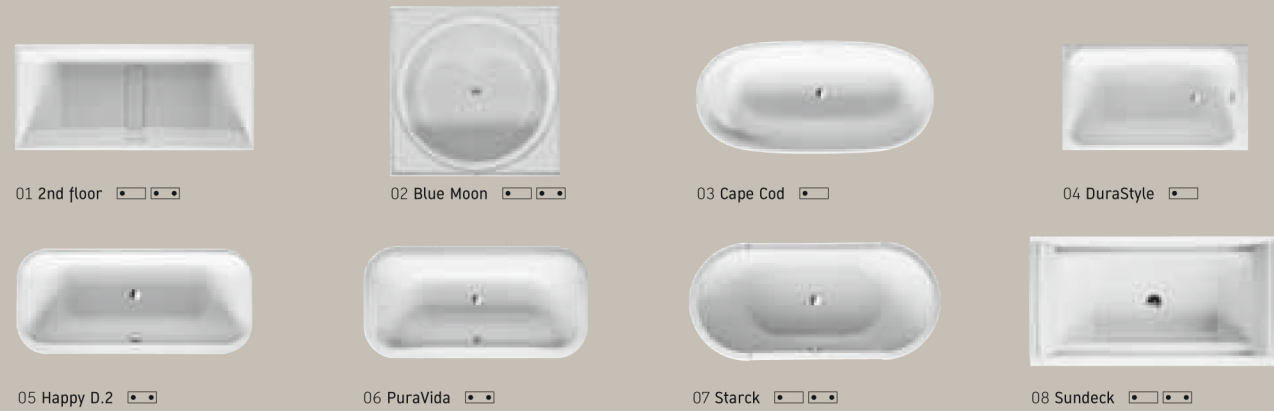 01 2nd floor
02 Blue Moon
03 Cape Cod
04 DuraStyle
05 Happy D.2
06 PuraVida
07 Starck
08 Sundeck